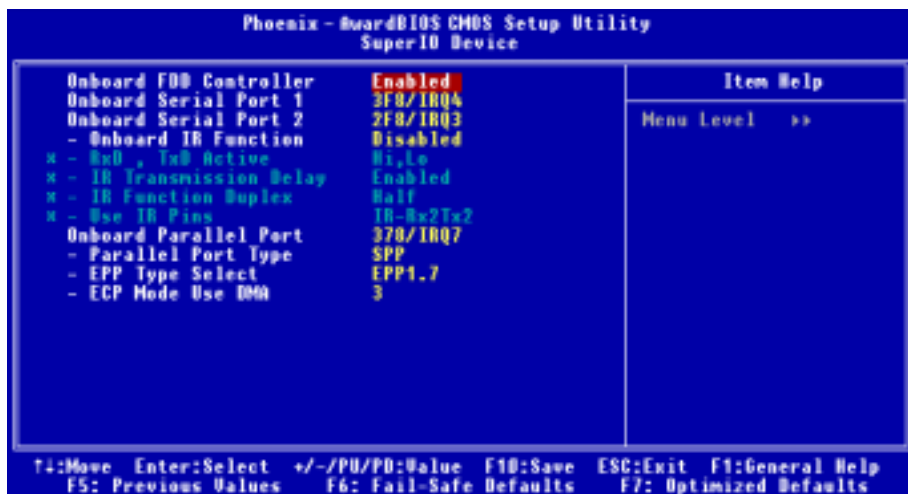 Phoenix - AwardBIOS CMOS Setup Utility
SuperIO Device
Onboard FDD Controller Enabled
Onboard Serial Port 1 3F8/IRQ4
Onboard Serial Port 2 2F8/IRQ3
- Onboard IR Function Disabled
x - RxD , TxD Active Hi,Lo
x - IR Transmission Delay Enabled
x - IR Function Duplex Half
x - Use IR Pins IR-Rx2Tx2
Onboard Parallel Port 378/IRQ7
- Parallel Port Type SPP
- EPP Type Select EPP1.7
- ECP Mode Use DMA 3
Item Help
Menu Level ►►
↑↓:Move Enter:Select +/-/PU/PD:Value F10:Save ESC:Exit F1:General Help
F5: Previous Values F6: Fail-Safe Defaults F7: Optimized Defaults